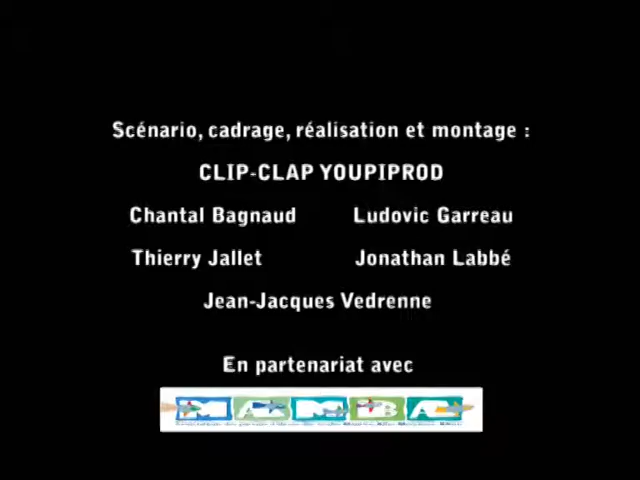 Scénario, cadrage, réalisation et montage :
CLIP-CLAP YOUPIPROD
Chantal Bagnaud Ludovic Garreau
Thierry Jallet Jonathan Labbé
Jean-Jacques Vedrenne
En partenariat avec
MAMBA